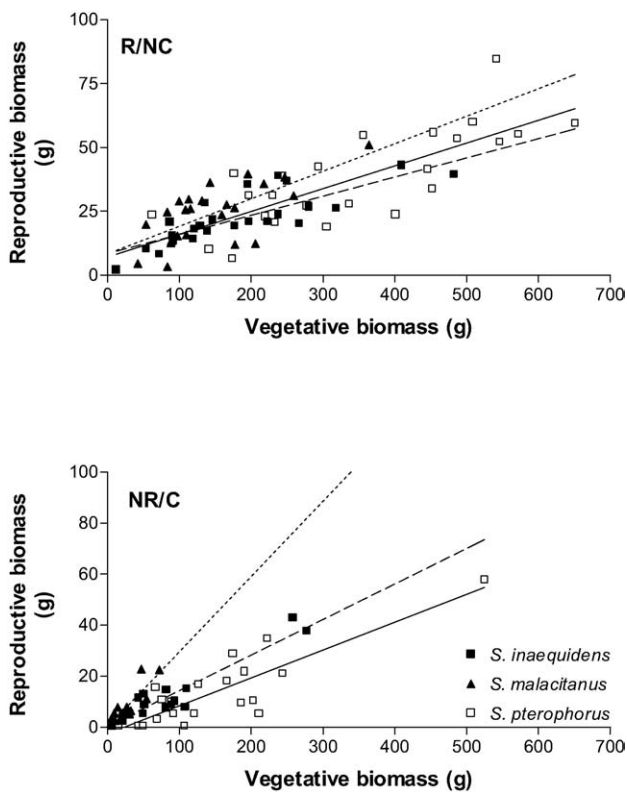 R/NC
Reproductive biomass
(g)
100
75
50
25
0
0 100 200 300 400 500 600 700
Vegetative biomass (g)
NR/C
Reproductive biomass
(g)
100
80
60
40
20
0
S. inaequidens
S. malacitanus
S. pterophorus
0 100 200 300 400 500 600 700
Vegetative biomass (g)